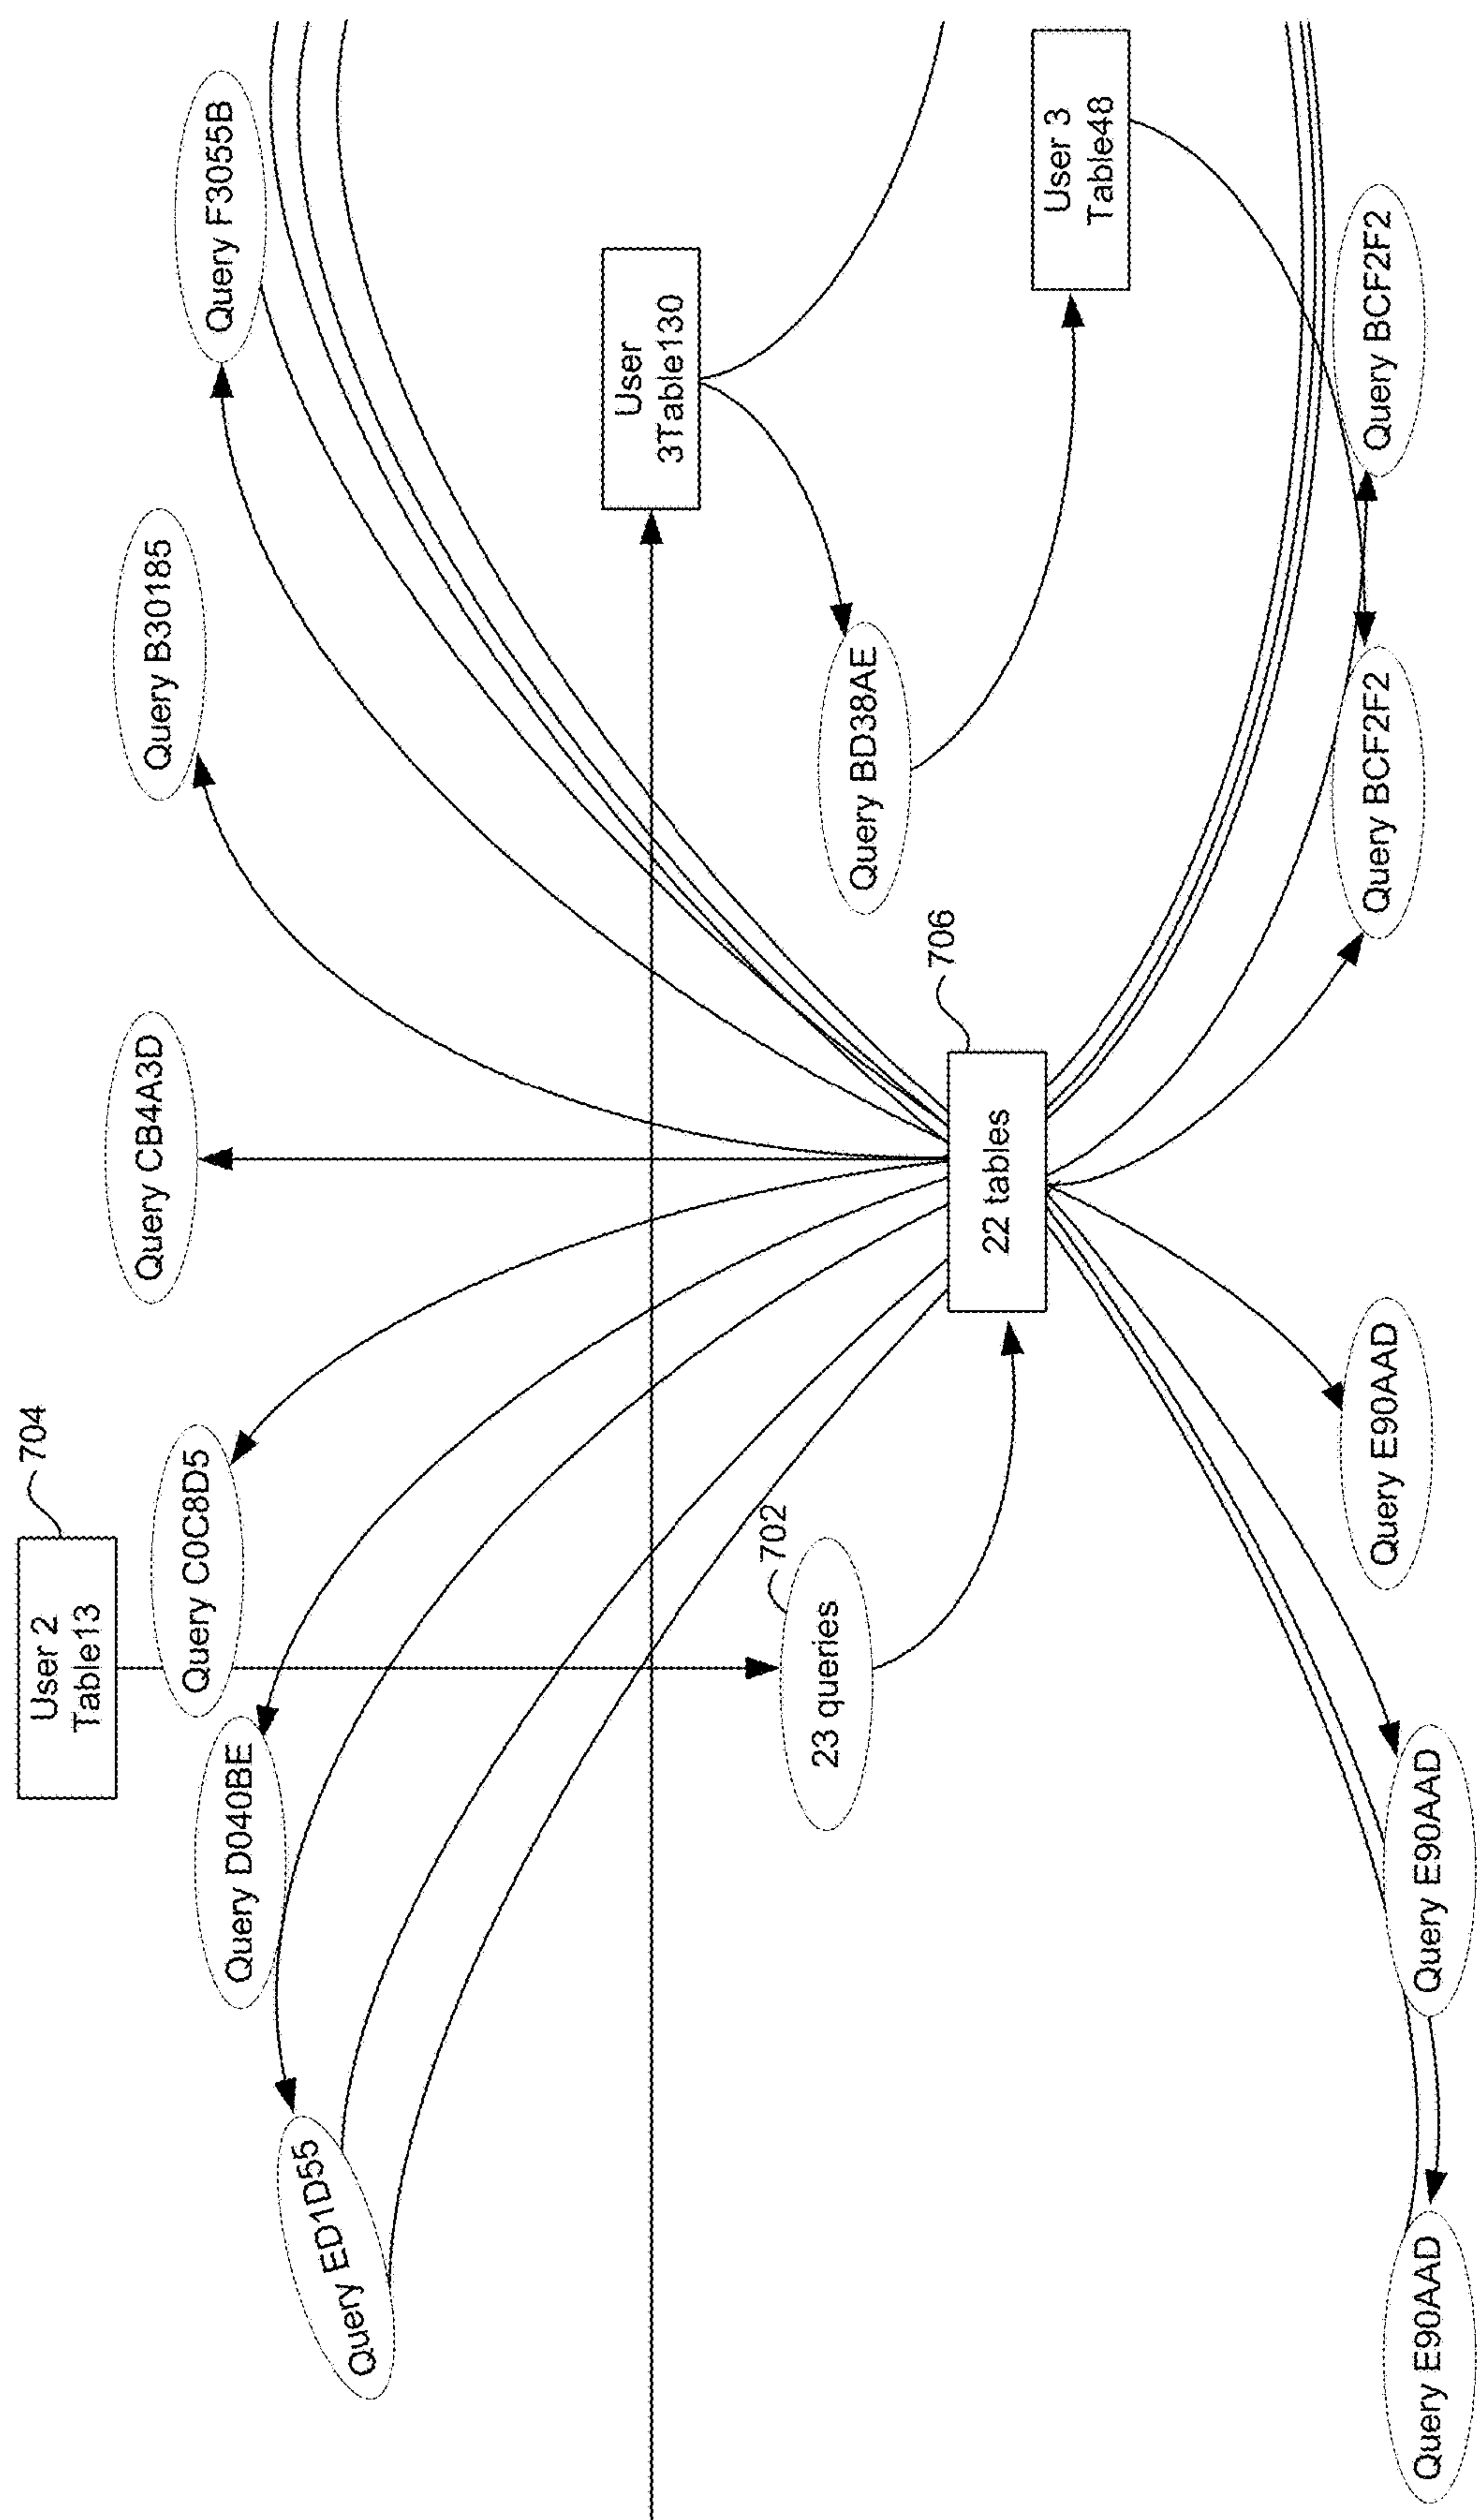 704
User 2
Table13
Query ED1D55
Query D040BE
Query C0C8D5
Query CB4A3D
Query B30185
Query F3055B
User
3Table130
702
23 queries
Query BD38AE
706
22 tables
User 3
Table48
Query E90AAD
Query E90AAD
Query E90AAD
Query BCF2F2
Query BCF2F2